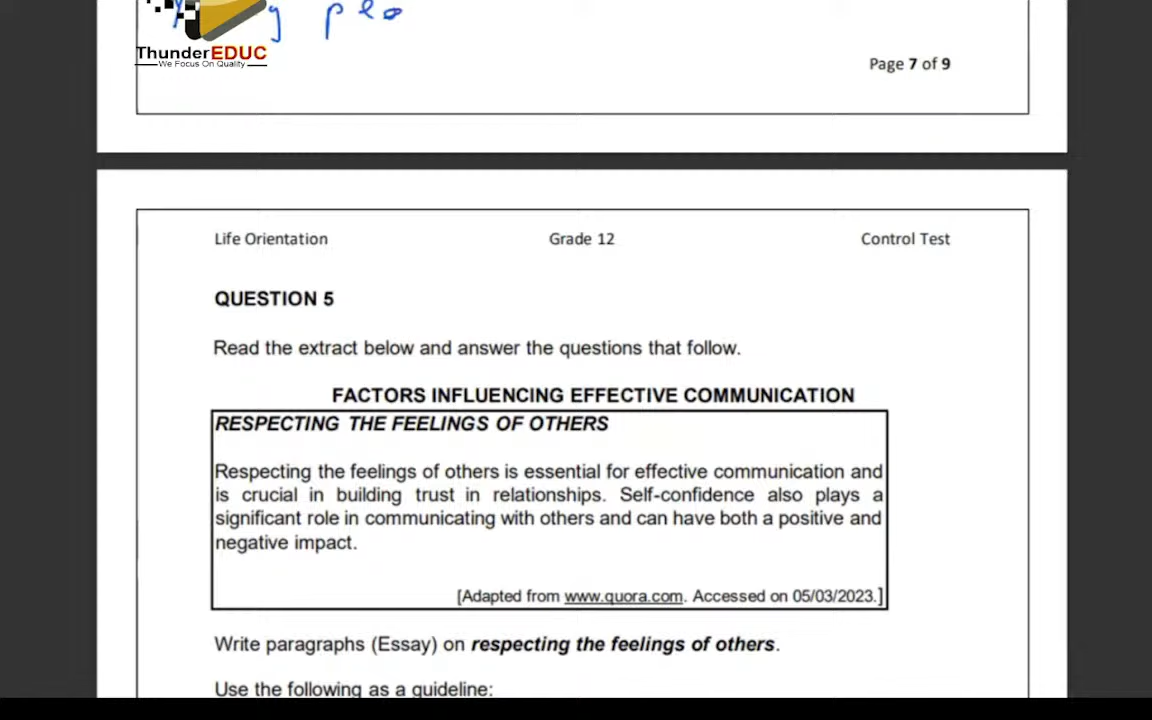 ThunderEDUC
We Focus On Quality
Page 7 of 9
Life Orientation Grade 12 Control Test
QUESTION 5
Read the extract below and answer the questions that follow.
FACTORS INFLUENCING EFFECTIVE COMMUNICATION
RESPECTING THE FEELINGS OF OTHERS
Respecting the feelings of others is essential for effective communication and
is crucial in building trust in relationships. Self-confidence also plays a
significant role in communicating with others and can have both a positive and
negative impact.
[Adapted from www.quora.com. Accessed on 05/03/2023.]
Write paragraphs (Essay) on respecting the feelings of others.
Use the following as a guideline: